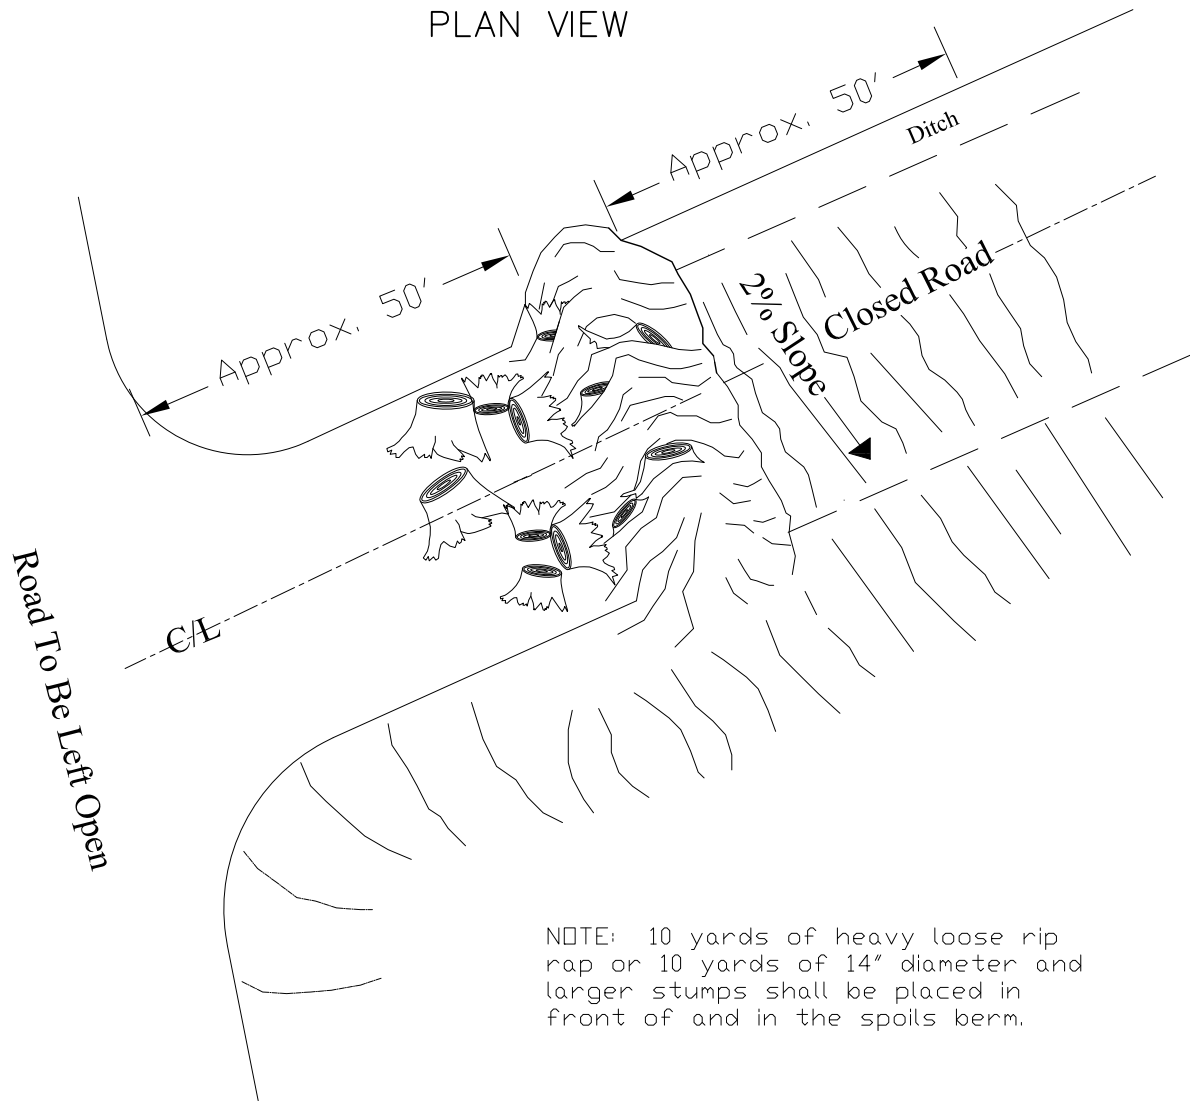 PLAN VIEW
Approx. 50'
Ditch
Approx. 50'
Closed Road
2% Slope
C/L
Road To Be Left Open
NOTE: 10 yards of heavy loose rip
rap or 10 yards of 14" diameter and
larger stumps shall be placed in
front of and in the spoils berm.